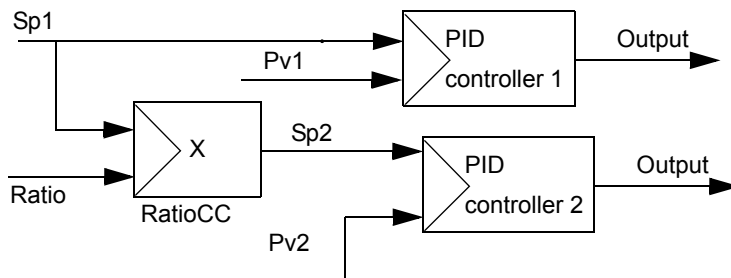 Sp1
PID
controller 1
Output
Pv1
X
Sp2
PID
controller 2
Output
Ratio
RatioCC
Pv2